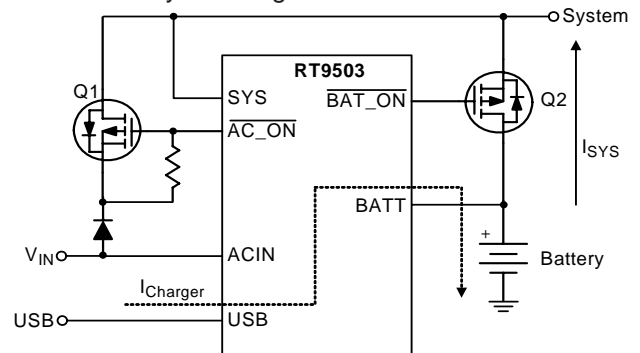 System
RT9503
Q1
SYS
BAT_ON
Q2
AC_ON
ISYS
BATT
+
VIN
ACIN
Battery
ICharger
USB
USB